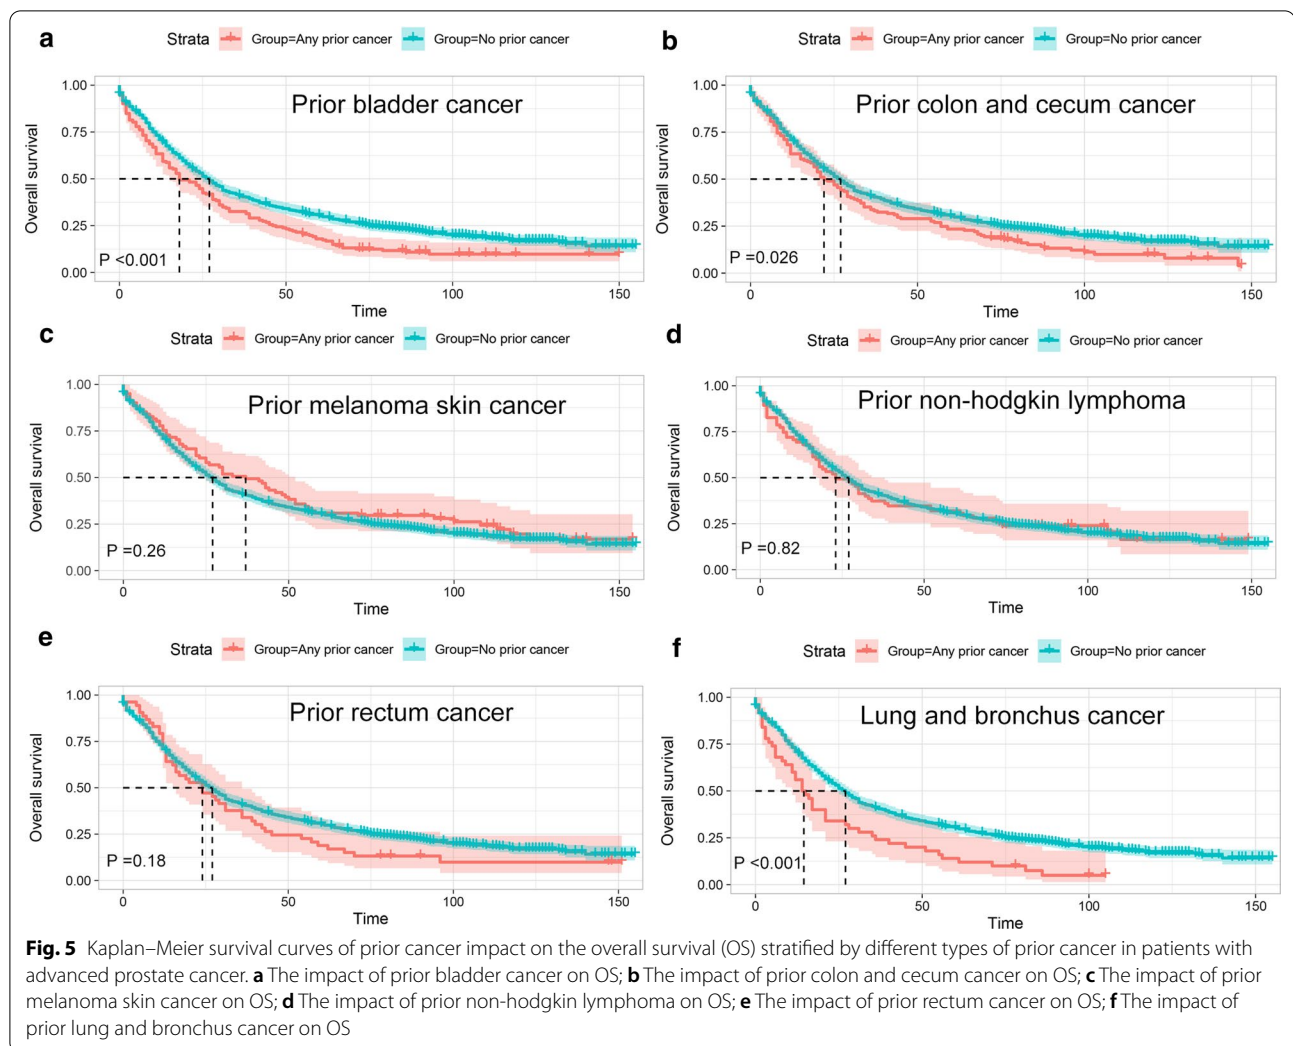 a
Strata Group=Any prior cancer Group=No prior cancer
Prior bladder cancer
Overall survival
1.00
0.75
0.50
0.25
0.00
P <0.001
0 50 100 150
Time
b
Strata Group=Any prior cancer Group=No prior cancer
Prior colon and cecum cancer
Overall survival
1.00
0.75
0.50
0.25
0.00
P =0.026
0 50 100 150
Time
c
Strata Group=Any prior cancer Group=No prior cancer
Prior melanoma skin cancer
Overall survival
1.00
0.75
0.50
0.25
0.00
P =0.26
0 50 100 150
Time
d
Strata Group=Any prior cancer Group=No prior cancer
Prior non-hodgkin lymphoma
Overall survival
1.00
0.75
0.50
0.25
0.00
P =0.82
0 50 100 150
Time
e
Strata Group=Any prior cancer Group=No prior cancer
Prior rectum cancer
Overall survival
1.00
0.75
0.50
0.25
0.00
P =0.18
0 50 100 150
Time
f
Strata Group=Any prior cancer Group=No prior cancer
Lung and bronchus cancer
Overall survival
1.00
0.75
0.50
0.25
0.00
P <0.001
0 50 100 150
Time
Fig. 5 Kaplan–Meier survival curves of prior cancer impact on the overall survival (OS) stratified by different types of prior cancer in patients with
advanced prostate cancer. a The impact of prior bladder cancer on OS; b The impact of prior colon and cecum cancer on OS; c The impact of prior
melanoma skin cancer on OS; d The impact of prior non-hodgkin lymphoma on OS; e The impact of prior rectum cancer on OS; f The impact of
prior lung and bronchus cancer on OS